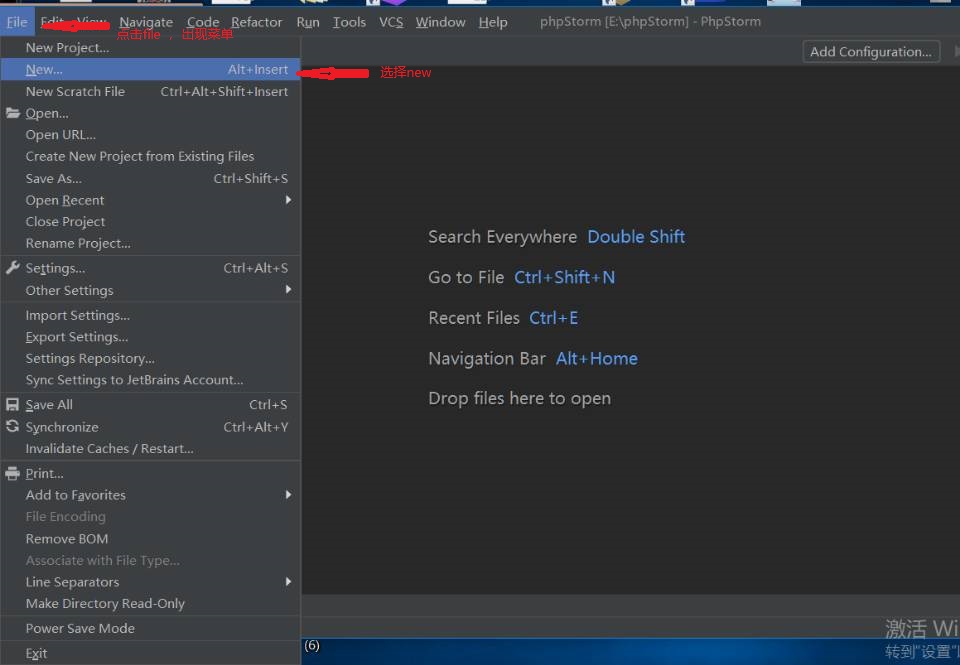 File Edit View Navigate Code Refactor Run Tools VCS Window Help phpStorm [E:\phpStorm] - PhpStorm
点击file ，出现菜单
New Project...
Add Configuration...
New... Alt+Insert
选择new
New Scratch File Ctrl+Alt+Shift+Insert
Open...
Open URL...
Create New Project from Existing Files
Save As... Ctrl+Shift+S
Open Recent
Close Project
Rename Project...
Settings... Ctrl+Alt+S
Other Settings
Import Settings...
Export Settings...
Settings Repository...
Sync Settings to JetBrains Account...
Save All Ctrl+S
Synchronize Ctrl+Alt+Y
Invalidate Caches / Restart...
Print...
Add to Favorites
File Encoding
Remove BOM
Associate with File Type...
Line Separators
Make Directory Read-Only
Power Save Mode
Exit
Search Everywhere Double Shift
Go to File Ctrl+Shift+N
Recent Files Ctrl+E
Navigation Bar Alt+Home
Drop files here to open
(6)
激活 Wi
转到"设置"